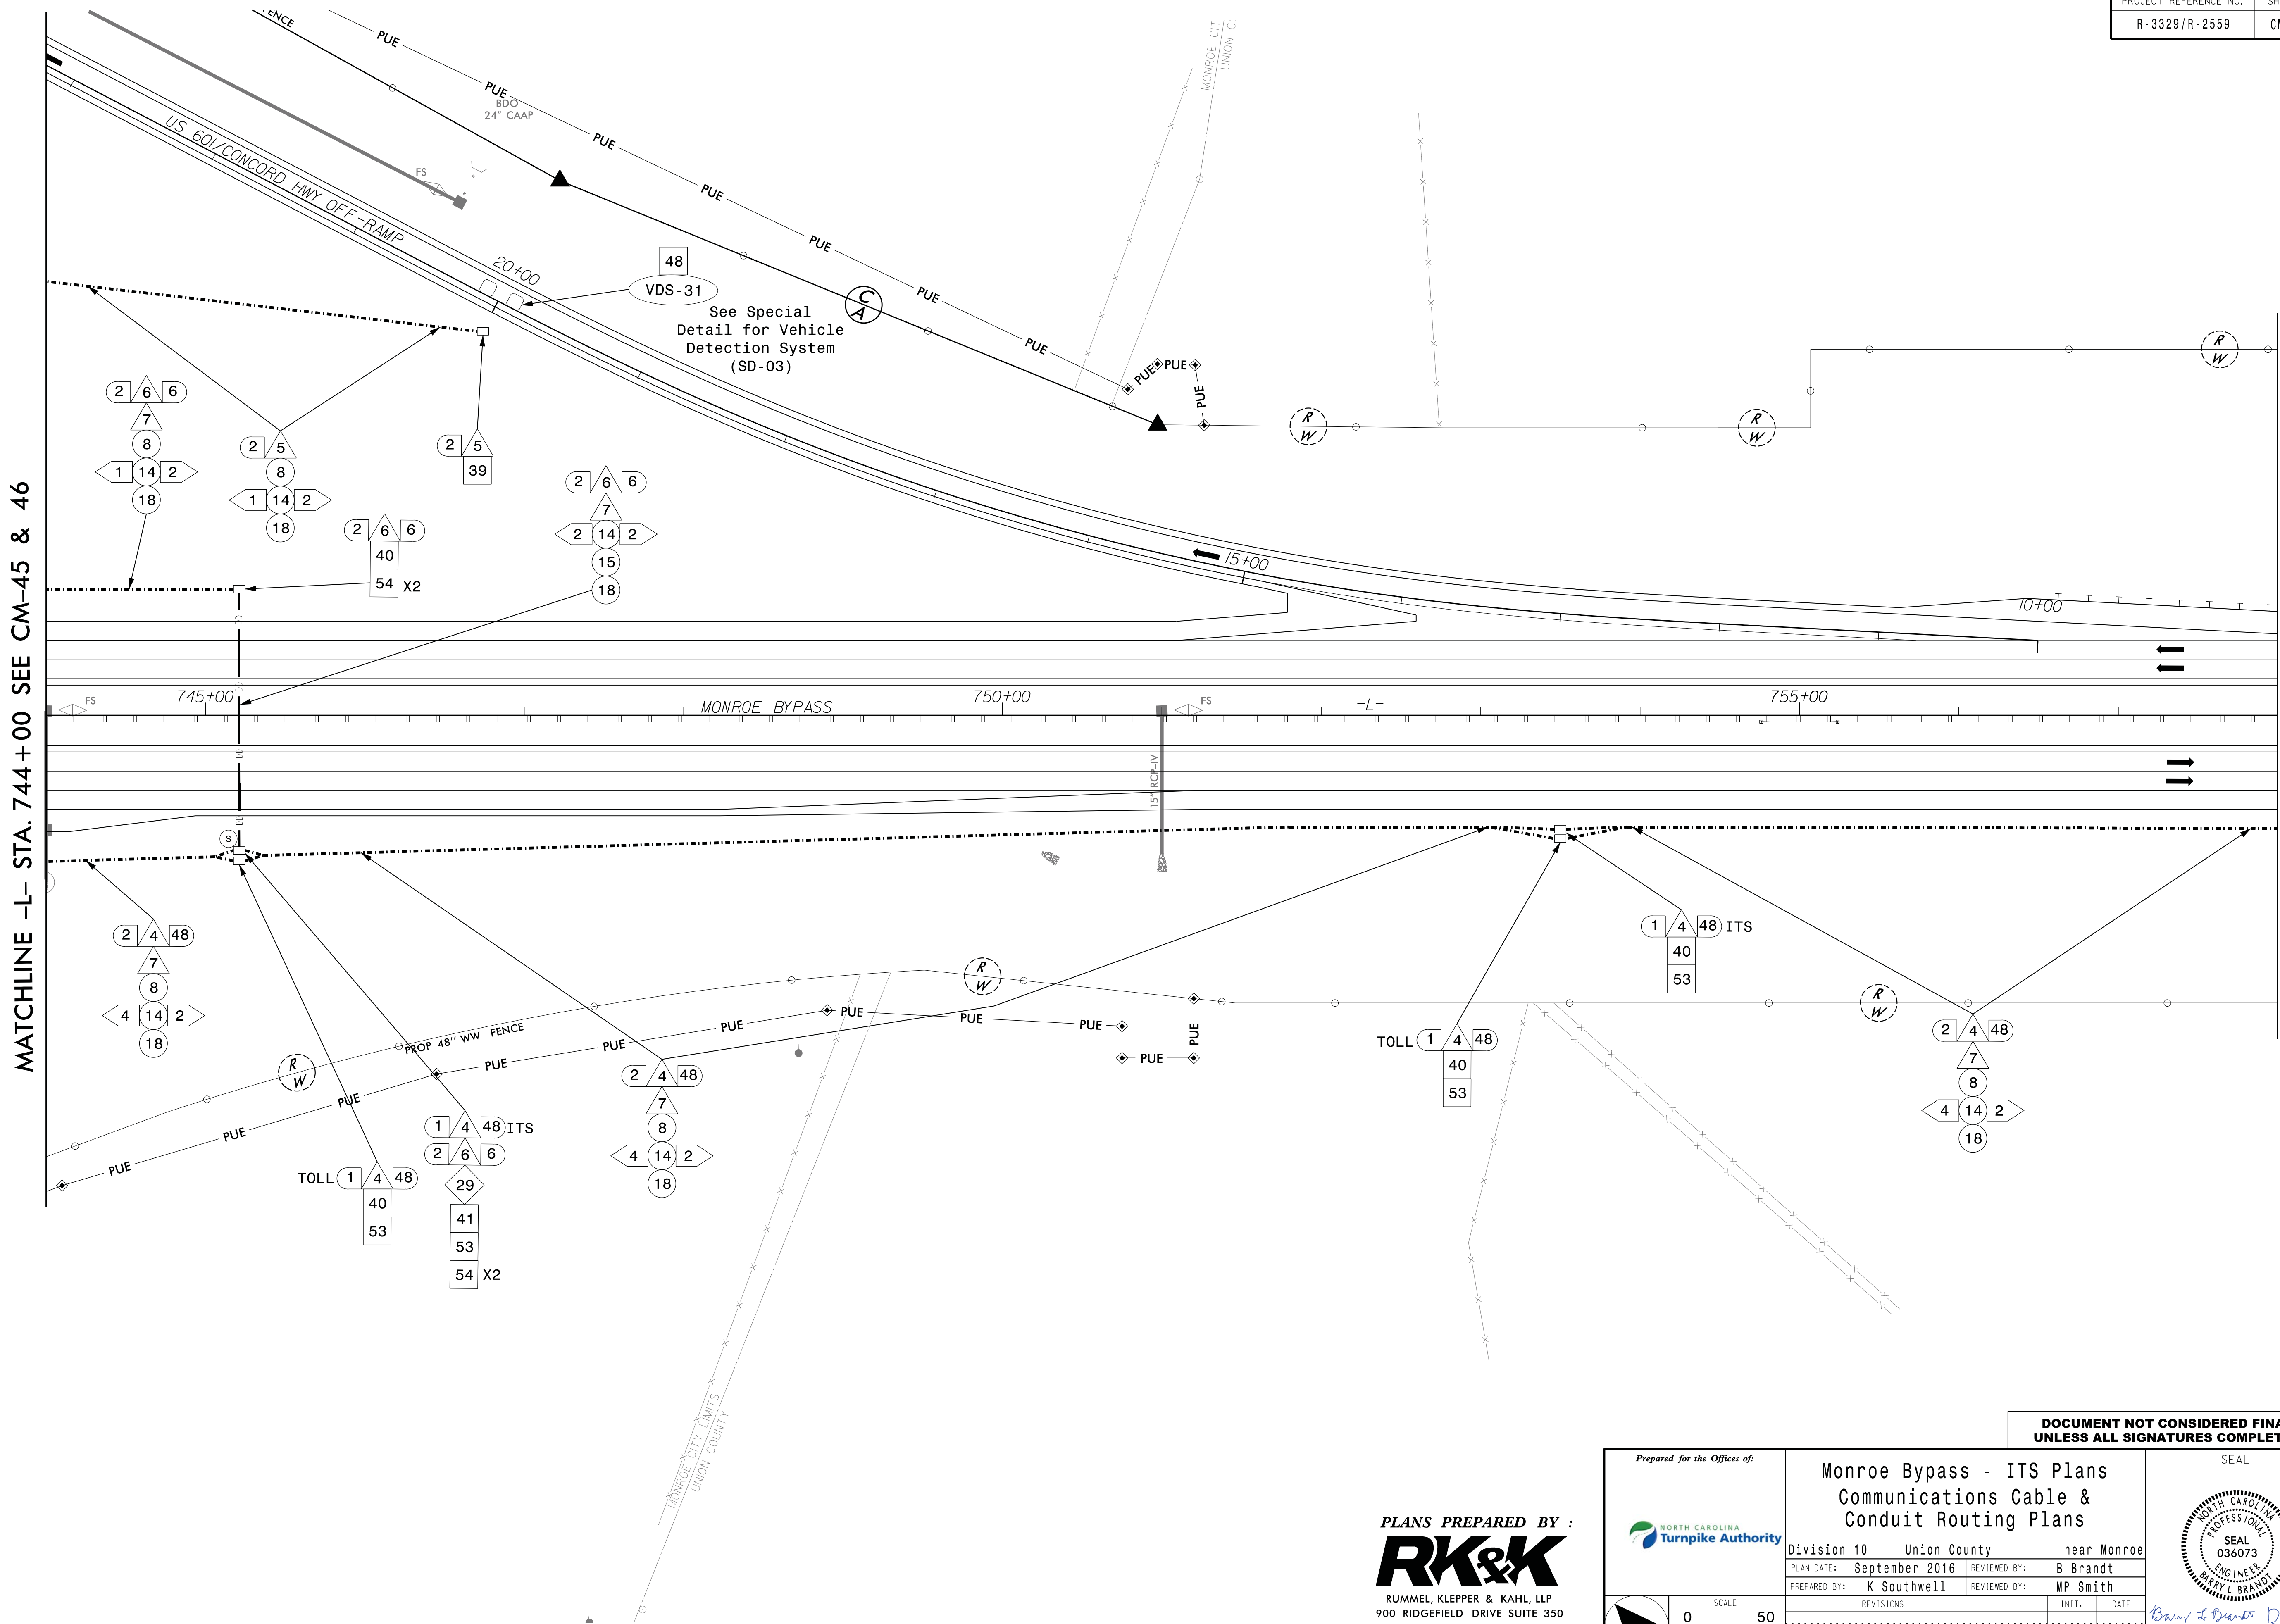 PROJECT REFERENCE NO.
R-3329/R-2559
MONROE CIT
FENCE
PUE
PUE
BDO
24" CAAP
PUE
PUE
PUE
PUE
PUE
PUE
PUE
PUE
FS
US 601/CONCORD HWY OFF-RAMP
20+00
48
VDS-31
See Special
Detail for Vehicle
Detection System
(SD-03)
C
A
R
W
R
W
R
W
2 6 6
7
8
1 14 2
18
2 5
8
1 14 2
18
2 5
39
2 6 6
40
54 X2
2 6 6
7
2 14 2
15
18
15+00
10+00
MATCHLINE -L- STA. 744+00 SEE CM-45 & 46
FS
745+00
MONROE BYPASS
750+00
FS
-L-
755+00
15" RCP-IV
S
2 4 48
7
8
4 14 2
18
1 4 48 ITS
40
53
R
W
R
W
R
W
PROP 48" WW FENCE
PUE
PUE
PUE
PUE
PUE
PUE
PUE
PUE
PUE
PUE
PUE
TOLL 1 4 48
40
53
2 4 48
7
8
4 14 2
18
2 4 48
7
8
4 14 2
18
1 4 48 ITS
2 6 6
29
41
53
54 X2
TOLL 1 4 48
40
53
MONROE CITY LIMITS
UNION COUNTY
DOCUMENT NOT CONSIDERED FINA
UNLESS ALL SIGNATURES COMPLET
PLANS PREPARED BY :
RK&K
RUMMEL, KLEPPER & KAHL, LLP
900 RIDGEFIELD DRIVE SUITE 350
Prepared for the Offices of:
NORTH CAROLINA
Turnpike Authority
Monroe Bypass - ITS Plans
Communications Cable &
Conduit Routing Plans
Division 10 Union County near Monroe
PLAN DATE: September 2016 REVIEWED BY: B Brandt
PREPARED BY: K Southwell REVIEWED BY: MP Smith
SCALE
0 50
REVISIONS INIT. DATE
SEAL
NORTH CAROLINA
PROFESSIONAL
SEAL
036073
ENGINEER
BARRY L. BRANDT
Barry L Brandt